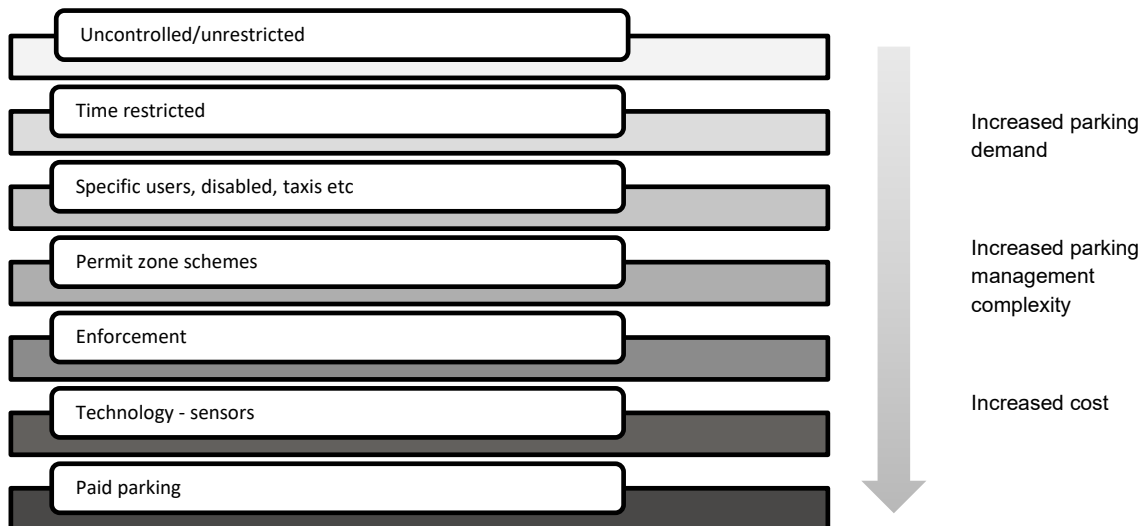 Uncontrolled/unrestricted
Time restricted
Specific users, disabled, taxis etc
Permit zone schemes
Enforcement
Technology - sensors
Paid parking
Increased parking
demand
Increased parking
management
complexity
Increased cost